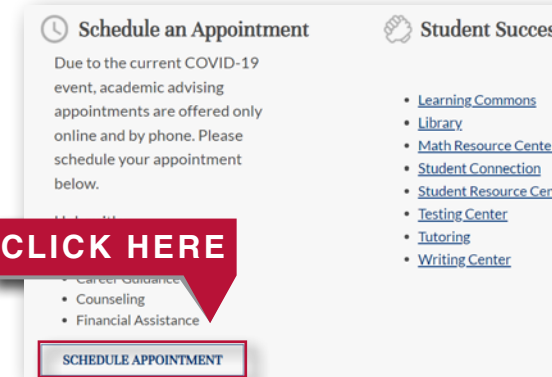 Schedule an Appointment
Due to the current COVID-19
event, academic advising
appointments are offered only
online and by phone. Please
schedule your appointment
below.
CLICK HERE
Career Guidance
• Counseling
• Financial Assistance
SCHEDULE APPOINTMENT
Student Succes
• Learning Commons
• Library
• Math Resource Cente
• Student Connection
• Student Resource Cen
• Testing Center
• Tutoring
• Writing Center